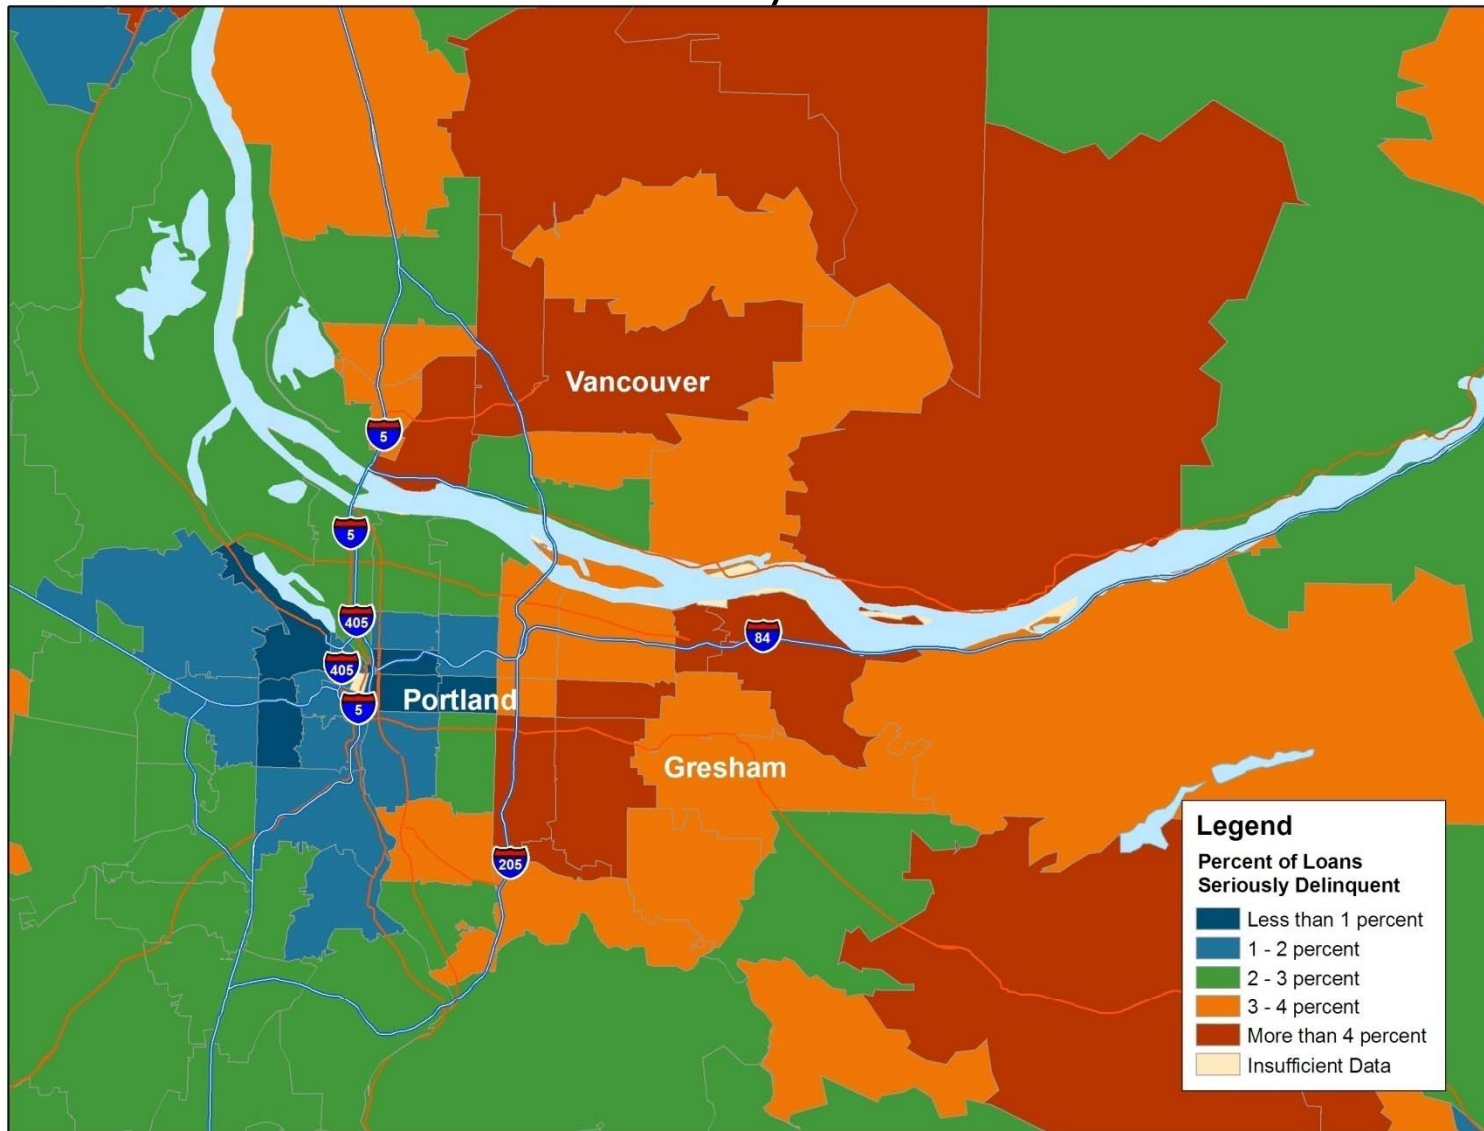 Vancouver
5
5
405
84
405
Portland
5
Gresham
205
Legend
Percent of Loans
Seriously Delinquent
Less than 1 percent
1 - 2 percent
2 - 3 percent
3 - 4 percent
More than 4 percent
Insufficient Data